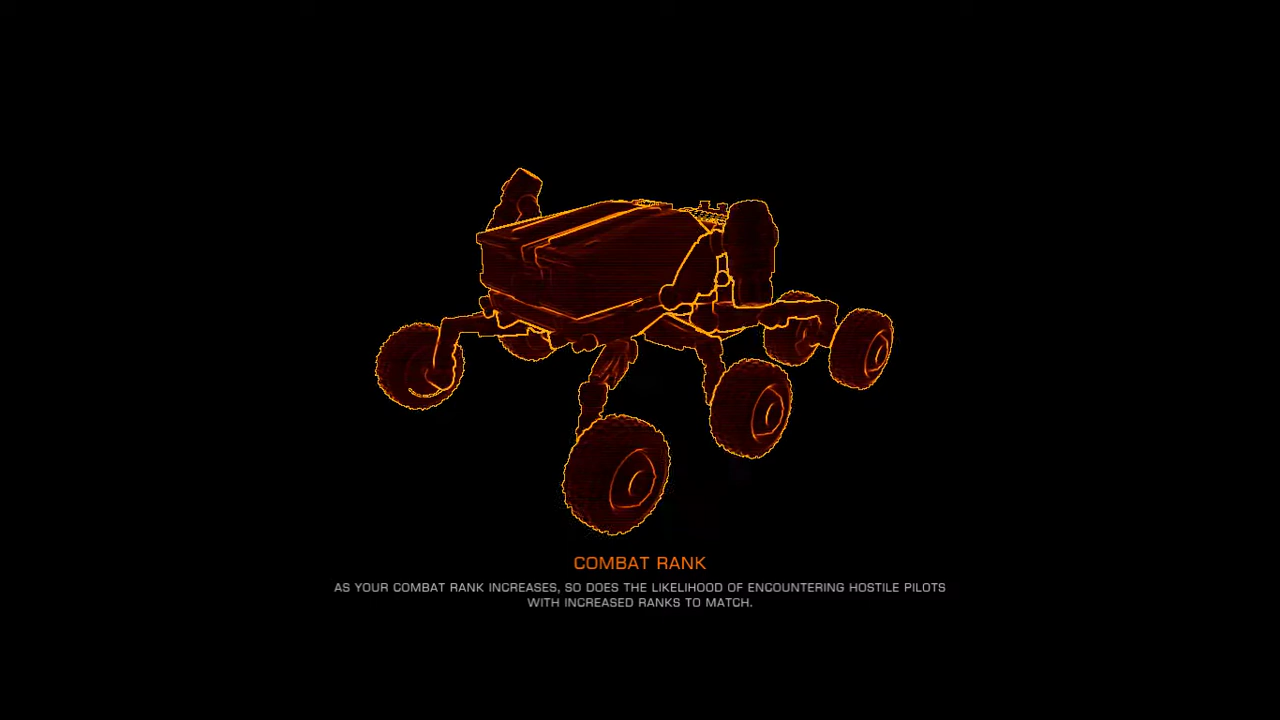 COMBAT RANK
AS YOUR COMBAT RANK INCREASES, SO DOES THE LIKELIHOOD OF ENCOUNTERING HOSTILE PILOTS
WITH INCREASED RANKS TO MATCH.